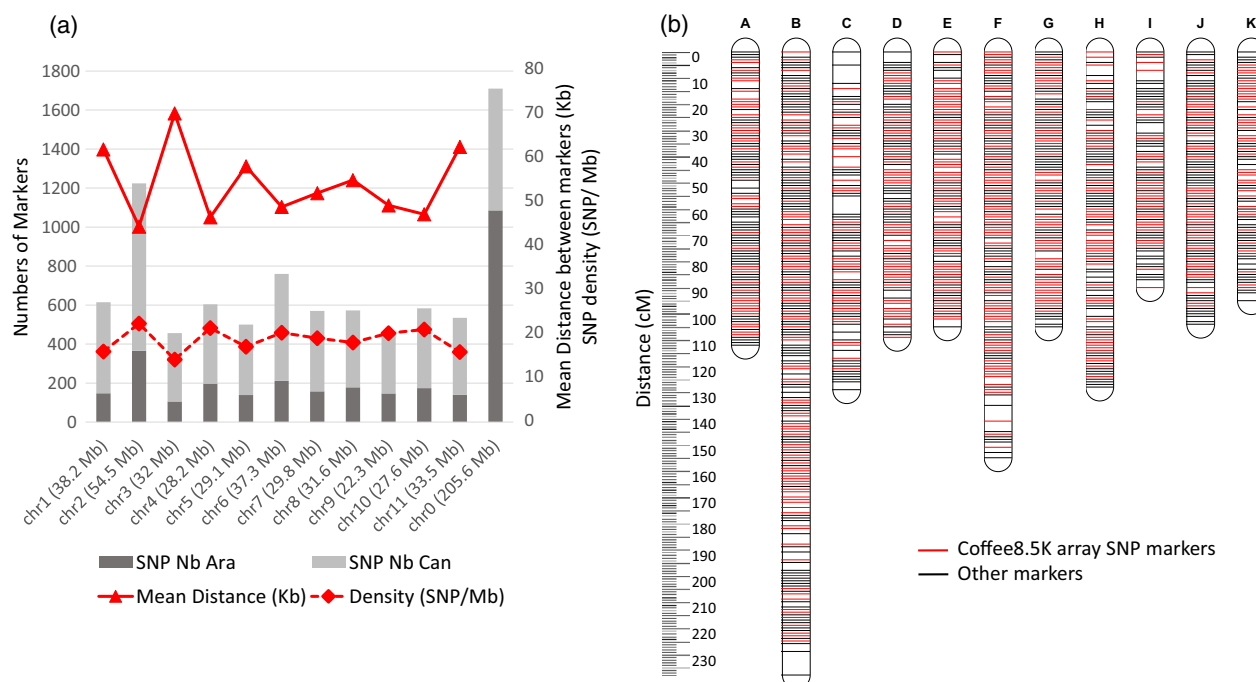 (a)
1800
1600
1400
1200
1000
800
600
400
200
0
Numbers of Markers
80
70
60
50
40
30
20
10
0
Mean Distance between markers (Kb)
SNP density (SNP/ Mb)
chr1 (38.2 Mb)
chr2 (54.5 Mb)
chr3 (32 Mb)
chr4 (28.2 Mb)
chr5 (29.1 Mb)
chr6 (37.3 Mb)
chr7 (29.8 Mb)
chr8 (31.6 Mb)
chr9 (22.3 Mb)
chr10 (27.6 Mb)
chr11 (33.5 Mb)
chr0 (205.6 Mb)
SNP Nb Ara SNP Nb Can
Mean Distance (Kb) Density (SNP/Mb)
(b)
A B C D E F G H I J K
0
10
20
30
40
50
60
70
80
90
100
110
120
130
140
150
160
170
180
190
200
210
220
230
Distance (cM)
Coffee8.5K array SNP markers
Other markers